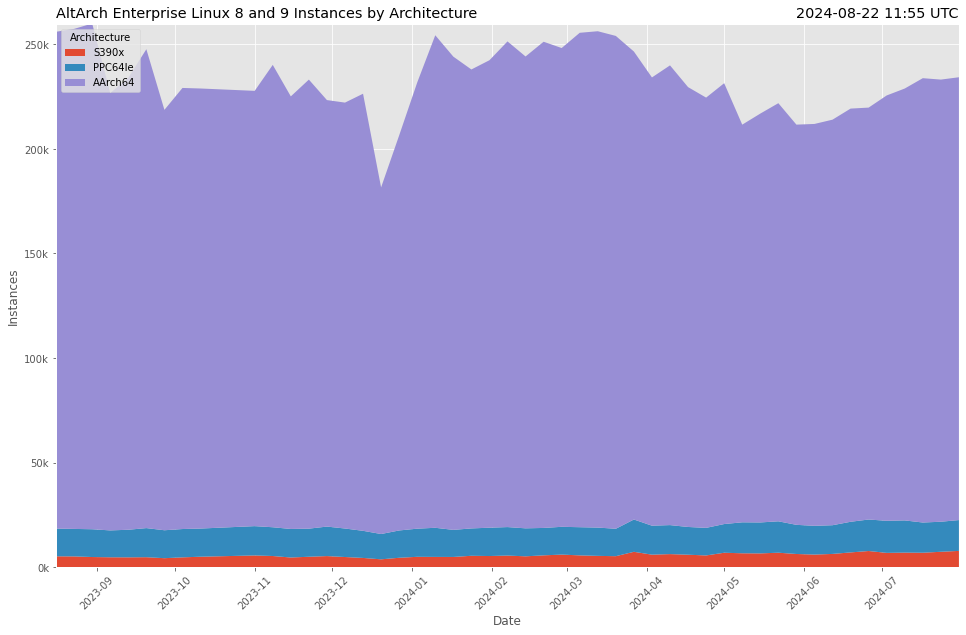 AltArch Enterprise Linux 8 and 9 Instances by Architecture
2024-08-22 11:55 UTC
Architecture
S390x
PPC64le
AArch64
250k
200k
150k
100k
50k
0k
Instances
2023-09
2023-10
2023-11
2023-12
2024-01
2024-02
2024-03
2024-04
2024-05
2024-06
2024-07
Date